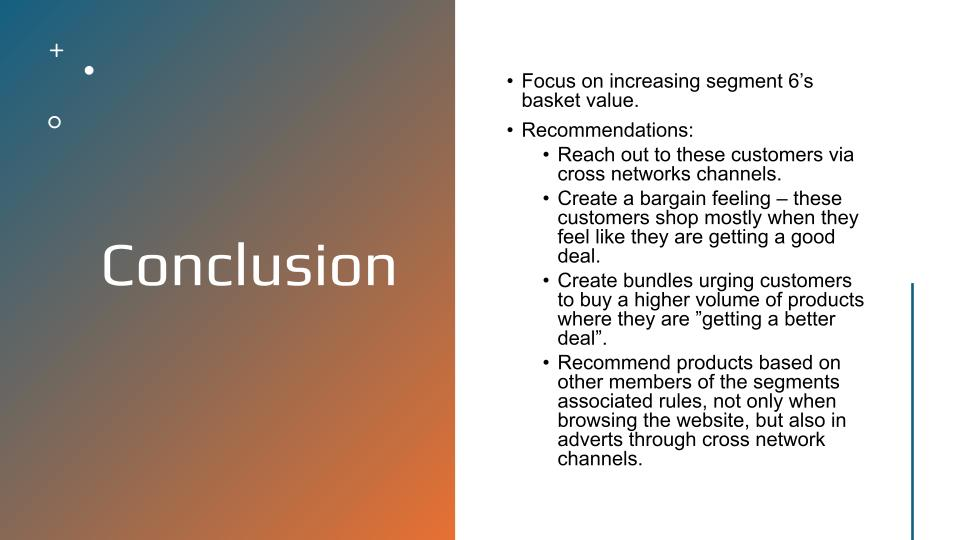 Conclusion
• Focus on increasing segment 6’s
basket value.
• Recommendations:
• Reach out to these customers via
cross networks channels.
• Create a bargain feeling – these
customers shop mostly when they
feel like they are getting a good
deal.
• Create bundles urging customers
to buy a higher volume of products
where they are ”getting a better
deal”.
• Recommend products based on
other members of the segments
associated rules, not only when
browsing the website, but also in
adverts through cross network
channels.